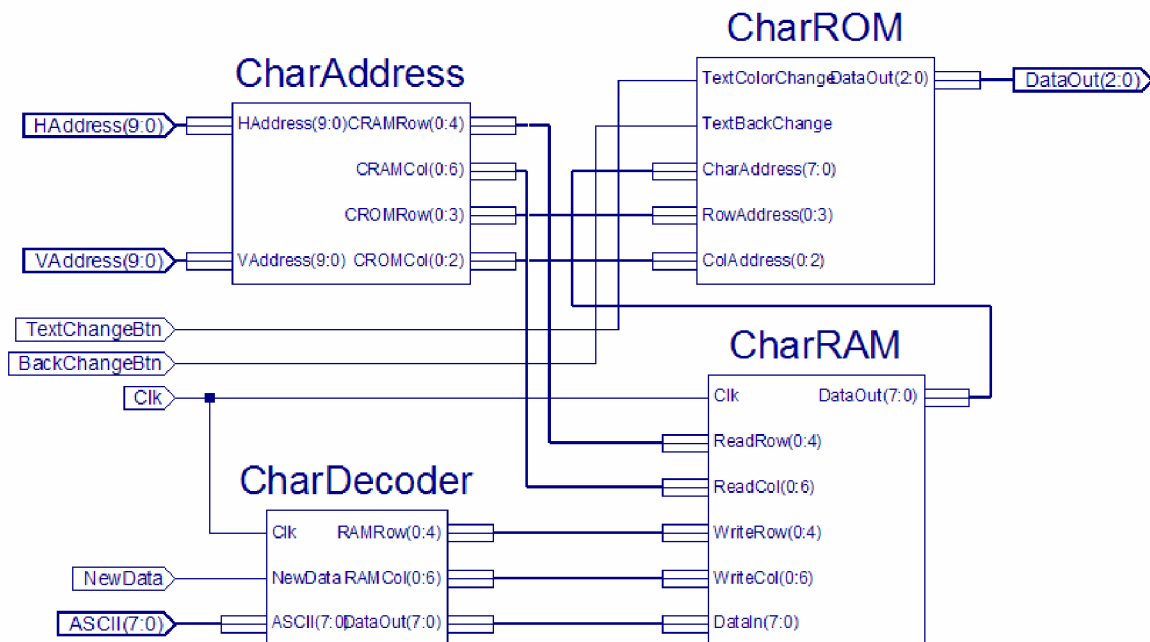 CharROM
CharAddress
TextColorChange DataOut(2:0)
DataOut(2:0)
HAddress(9:0)
HAddress(9:0) CRAMRow(0:4)
TextBackChange
CRAMCol(0:6)
CharAddress(7:0)
CROMRow(0:3)
RowAddress(0:3)
VAddress(9:0)
VAddress(9:0) CROMCol(0:2)
ColAddress(0:2)
TextChangeBtn
CharRAM
BackChangeBtn
Clk
Clk DataOut(7:0)
ReadRow(0:4)
CharDecoder
ReadCol(0:6)
Clk RAMRow(0:4)
WriteRow(0:4)
NewData
NewData RAMCol(0:6)
WriteCol(0:6)
ASCII(7:0)
ASCII(7:0) DataOut(7:0)
DataIn(7:0)